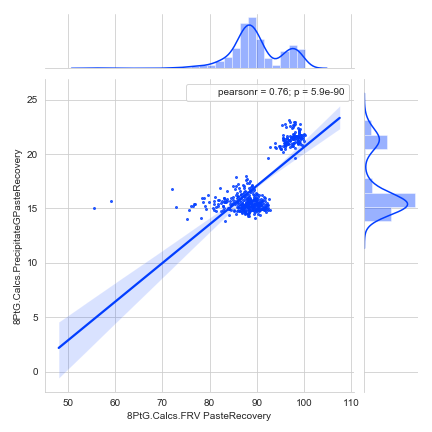 pearsonr = 0.76; p = 5.9e-90
25
20
15
10
5
0
8PtG.Calcs.PrecipitateGPasteRecovery
50 60 70 80 90 100 110
8PtG.Calcs.FRV PasteRecovery